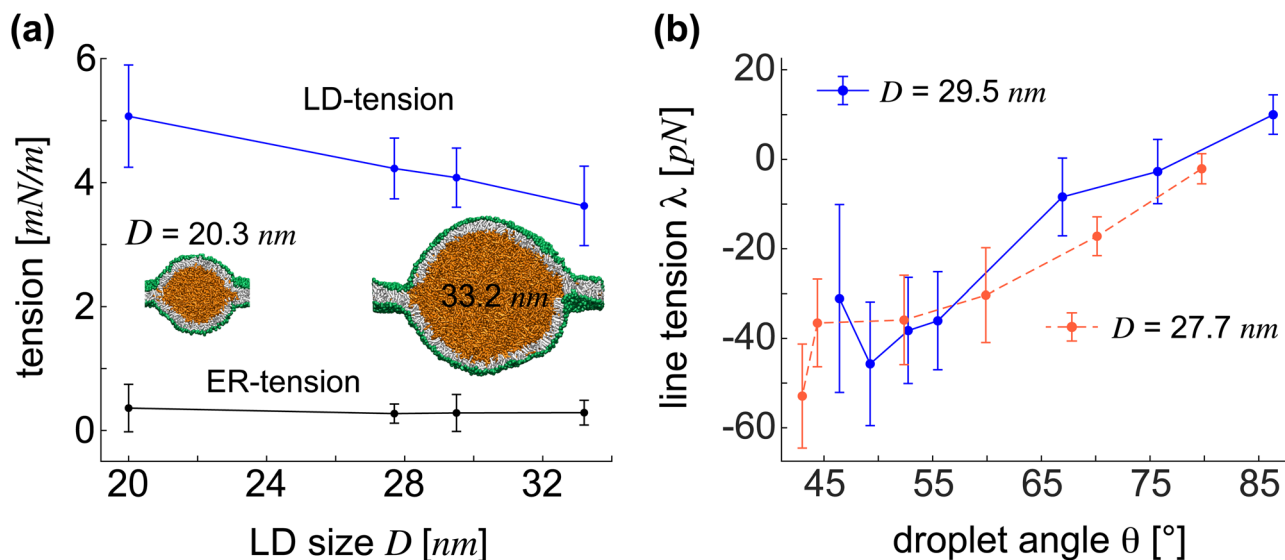 (a)
tension [mN/m]
6
4
2
0
LD-tension
D = 20.3 nm
33.2 nm
ER-tension
20 24 28 32
LD size D [nm]
(b)
line tension λ [pN]
20
0
-20
-40
-60
D = 29.5 nm
D = 27.7 nm
45 55 65 75 85
droplet angle θ [°]